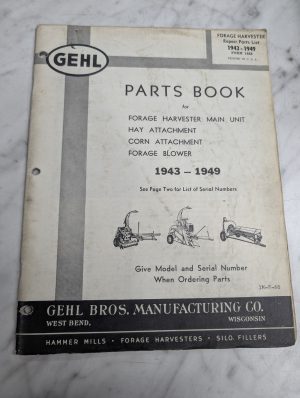 FORAGE HARVESTER
Repair Parts List
1943 - 1949
PRINTED IN U. S. A.
GEHL
PARTS BOOK
for
FORAGE HARVESTER MAIN UNIT
HAY ATTACHMENT
CORN ATTACHMENT
FORAGE BLOWER
1943 - 1949
See Page Two for List of Serial Numbers
Give Model and Serial Number
When Ordering Parts
GEHL BROS. MANUFACTURING CO.
WEST BEND, WISCONSIN
HAMMER MILLS • FORAGE HARVESTERS • SILO FILLERS